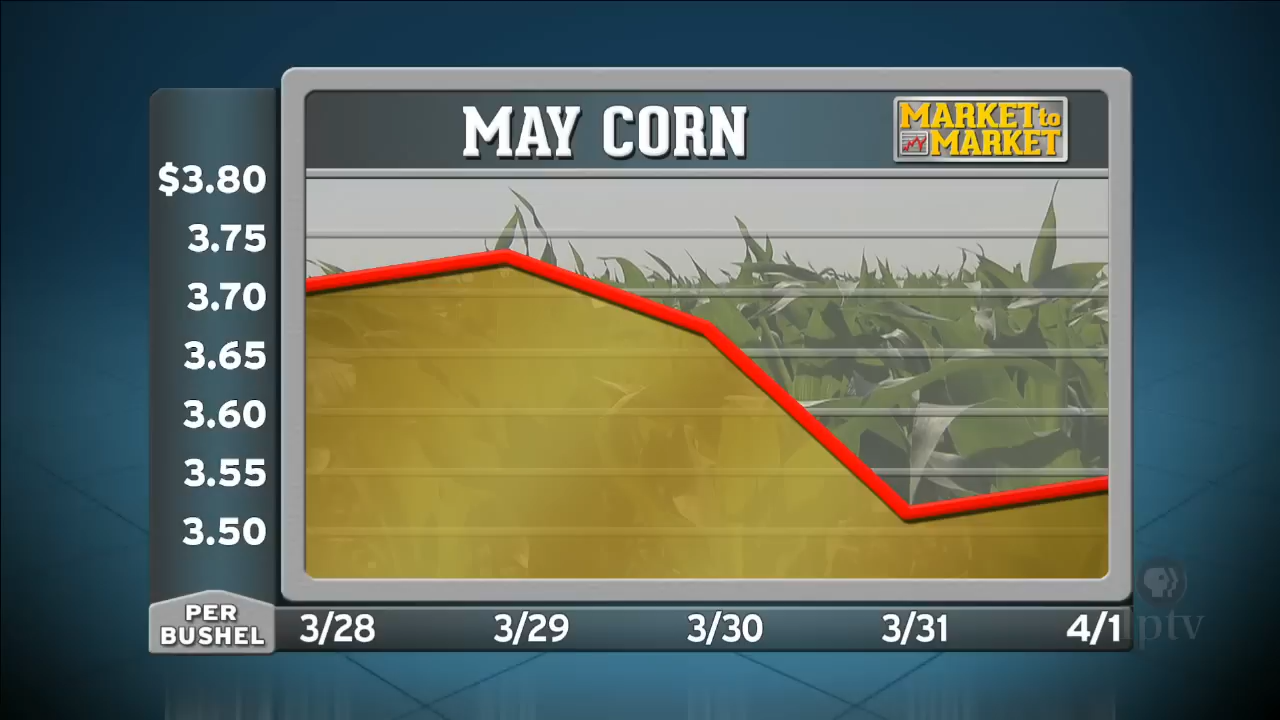 MAY CORN
MARKET to
MARKET
$3.80
3.75
3.70
3.65
3.60
3.55
3.50
PER
BUSHEL
3/28
3/29
3/30
3/31
4/1
iptv